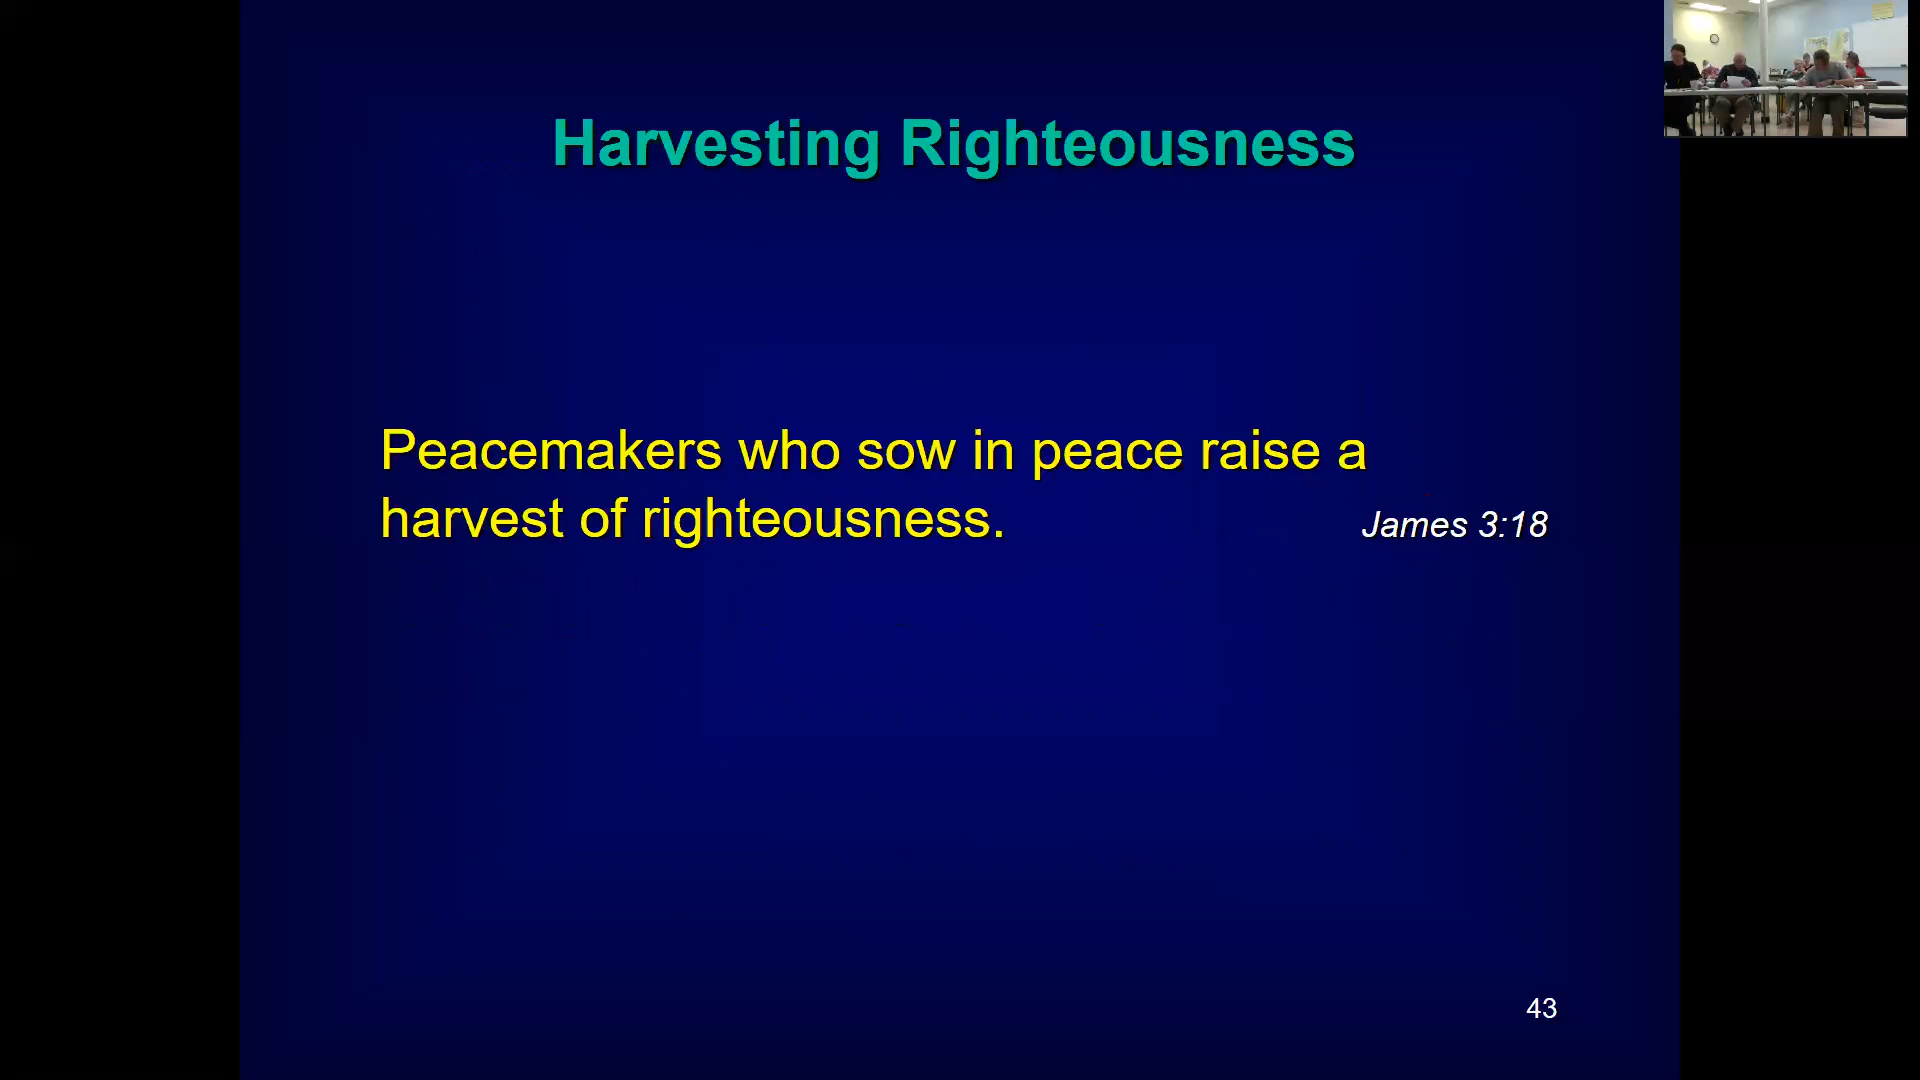 Harvesting Righteousness
Peacemakers who sow in peace raise a
harvest of righteousness.
James 3:18
43